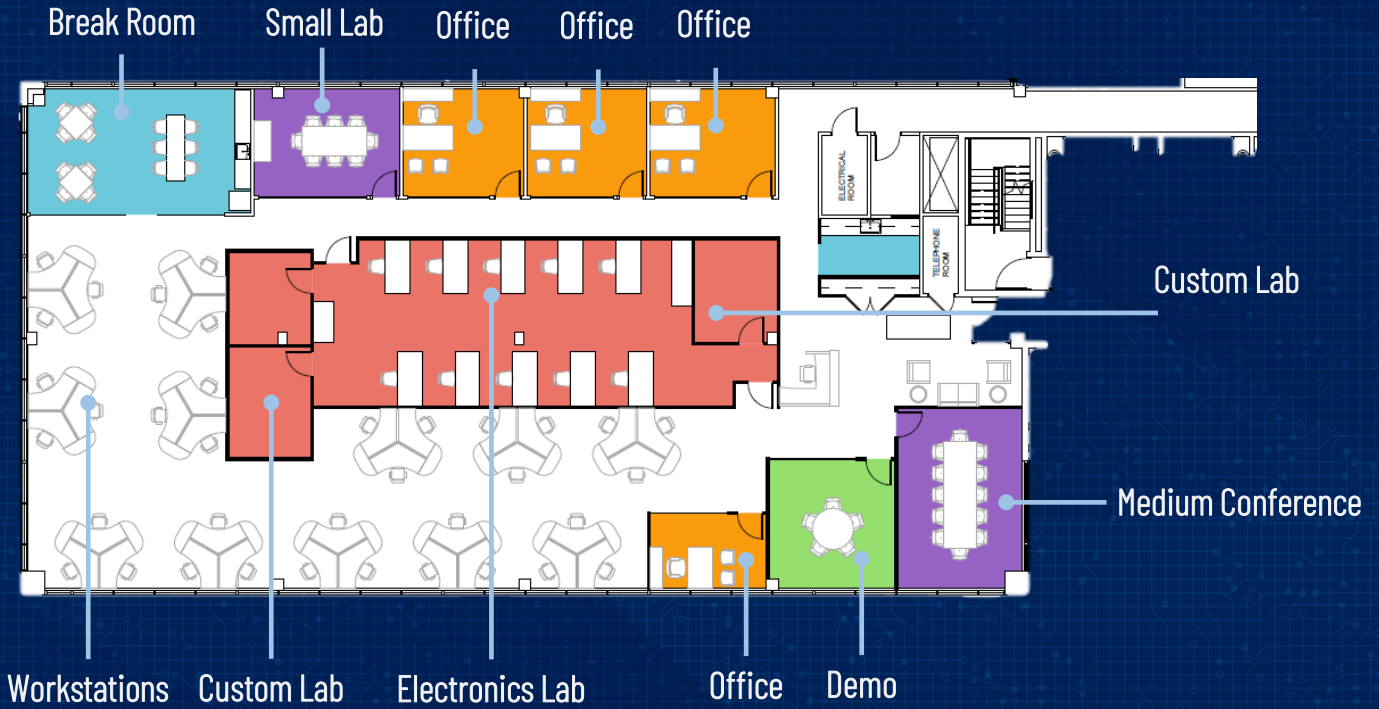 Break Room
Small Lab
Office
Office
Office
ELECTRICAL
ROOM
TELEPHONE
ROOM
Custom Lab
Medium Conference
Workstations
Custom Lab
Electronics Lab
Office
Demo